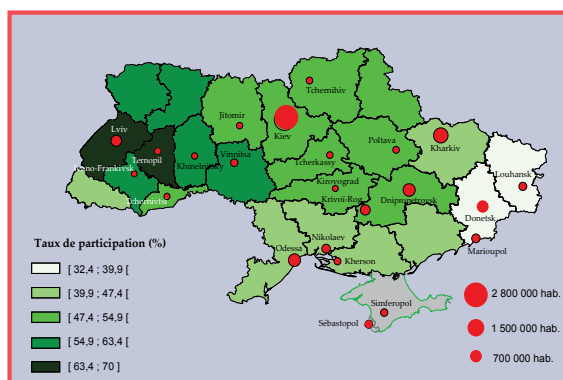 Tchernihiv
Jitomir
Kiev
Lviv
Ternopil
Khmelnitsky
Vinnitsa
Ivano-Frankivsk
Tchernivtsi
Tcherkassy
Poltava
Kharkiv
Louhansk
Kirovograd
Krivoï-Rog
Dnipropetrovsk
Donetsk
Marioupol
Nikolaev
Odessa
Kherson
Simferopol
Sébastopol
Taux de participation (%)
[ 32,4 ; 39,9 [
[ 39,9 ; 47,4 [
[ 47,4 ; 54,9 [
[ 54,9 ; 63,4 [
[ 63,4 ; 70 ]
2 800 000 hab.
1 500 000 hab.
700 000 hab.